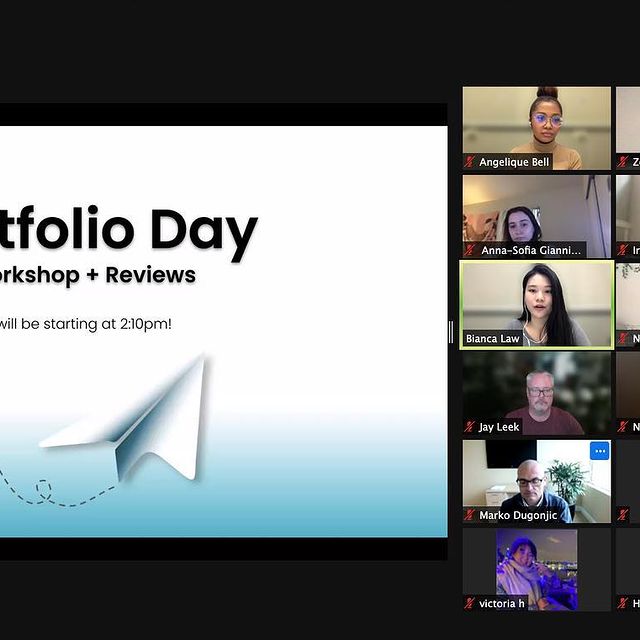 tfolio Day
orkshop + Reviews
will be starting at 2:10pm!
Angelique Bell
Z
Anna-Sofia Gianni...
Bianca Law
N
Jay Leek
N
Marko Dugonjic
victoria h
H